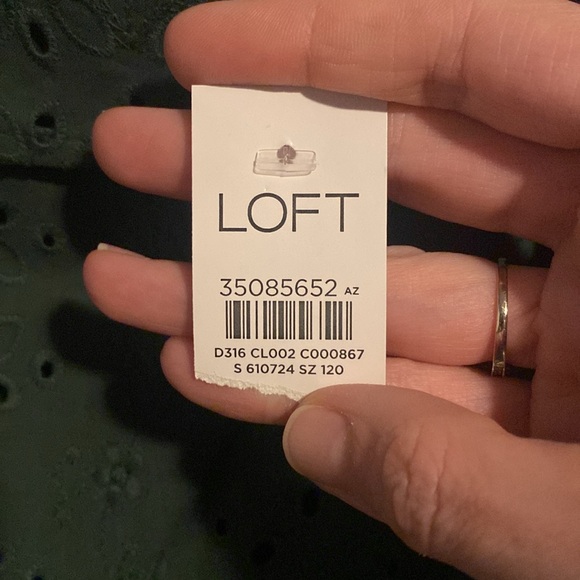 LOFT
35085652 AZ
D316 CL002 C000867
S 610724 SZ 120